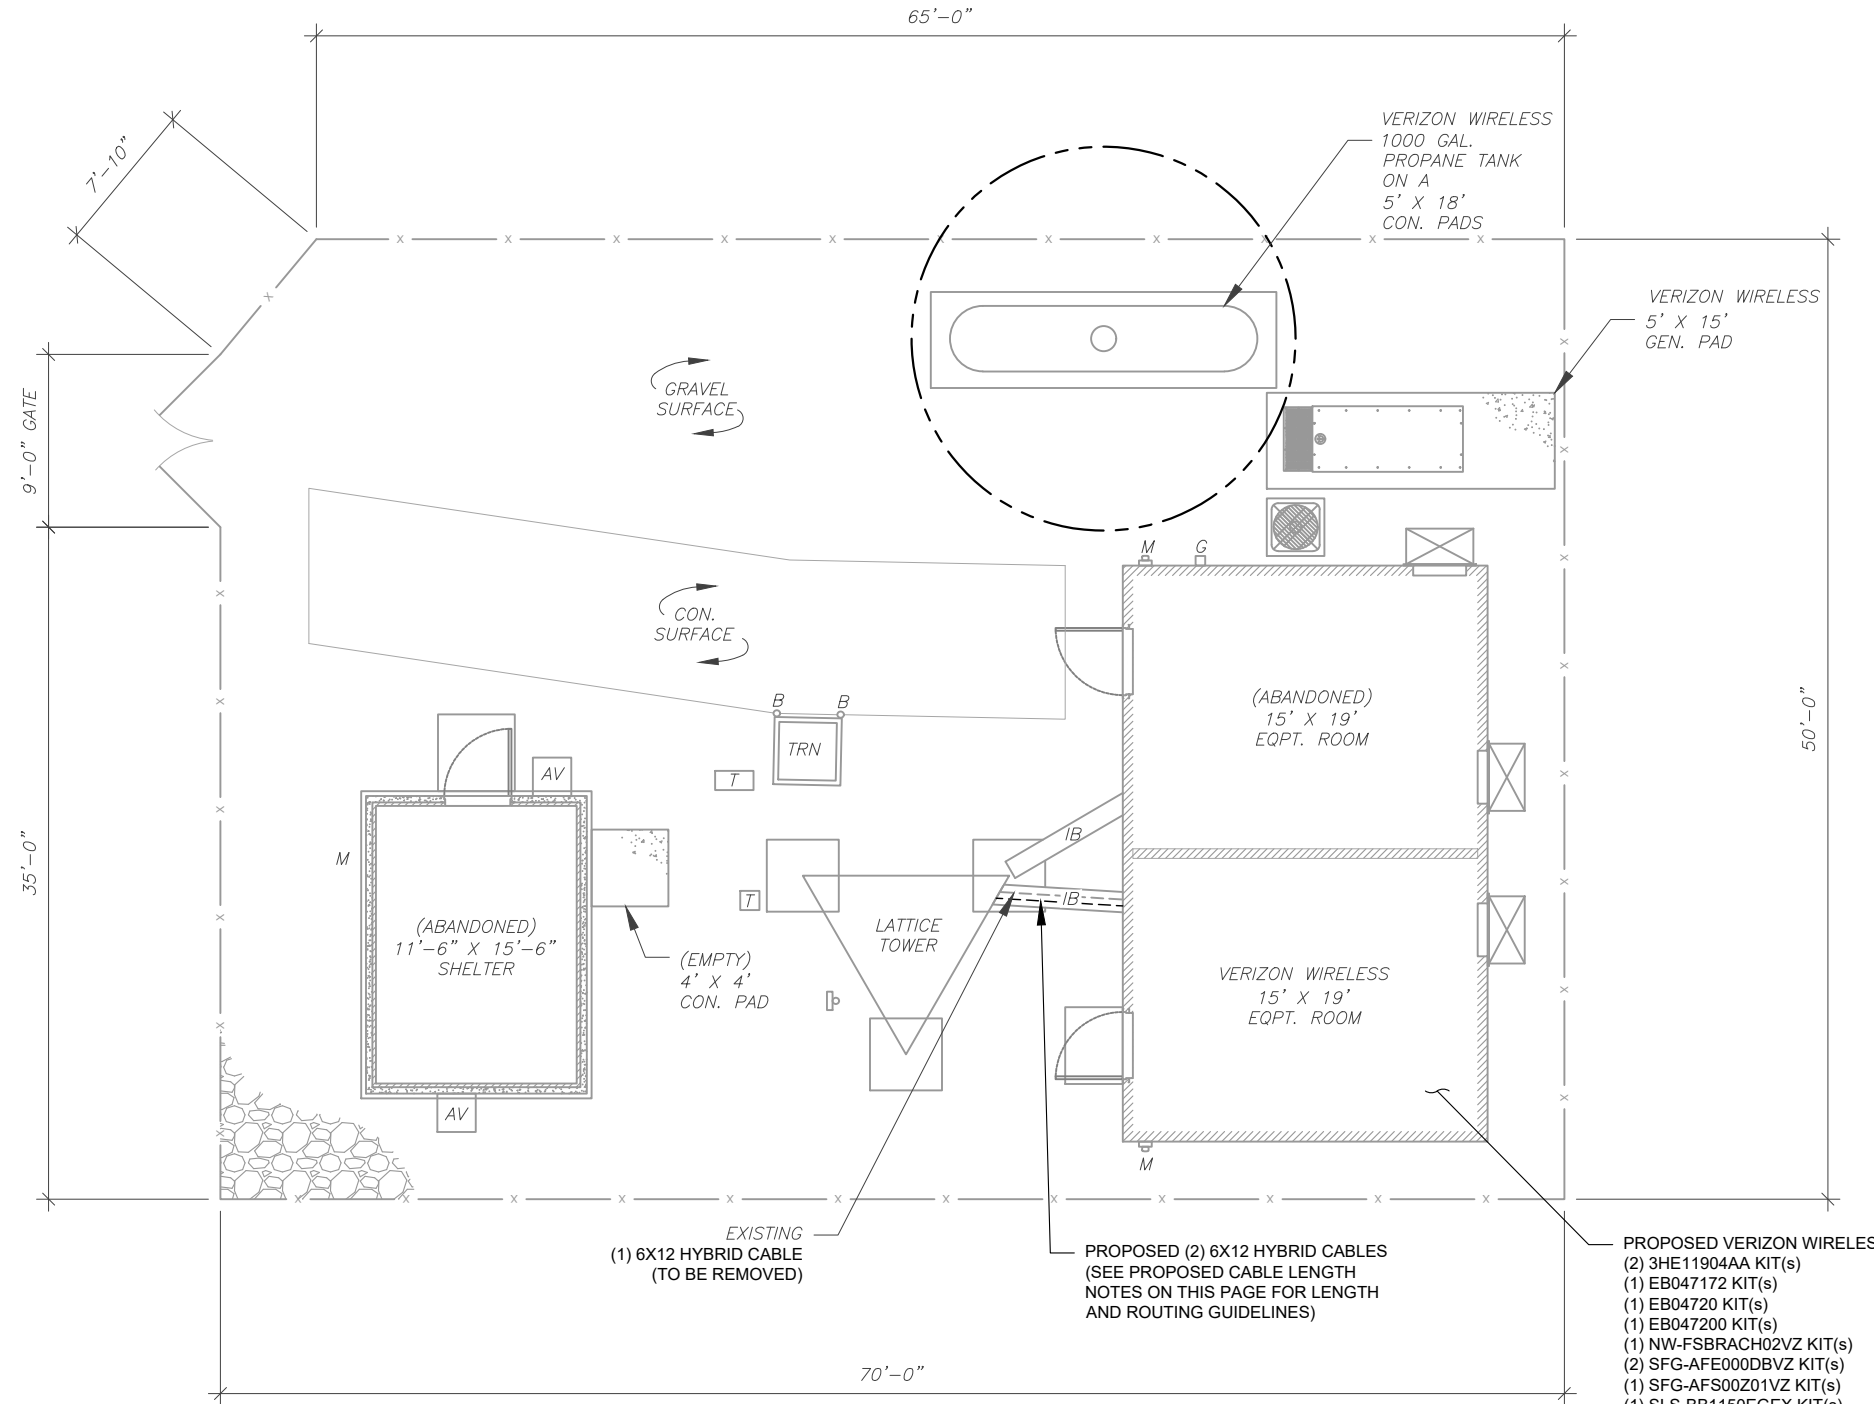 65'-0"
7'-10"
VERIZON WIRELESS
1000 GAL.
PROPANE TANK
ON A
5' X 18'
CON. PADS
VERIZON WIRELESS
5' X 15'
GEN. PAD
9'-0" GATE
GRAVEL
SURFACE
M
G
CON.
SURFACE
50'-0"
(ABANDONED)
15' X 19'
EQPT. ROOM
B
B
TRN
AV
T
35'-0"
M
IB
T
IB
(ABANDONED)
11'-6" X 15'-6"
SHELTER
LATTICE
TOWER
(EMPTY)
4' X 4'
CON. PAD
VERIZON WIRELESS
15' X 19'
EQPT. ROOM
AV
M
EXISTING
(1) 6X12 HYBRID CABLE
(TO BE REMOVED)
PROPOSED (2) 6X12 HYBRID CABLES
(SEE PROPOSED CABLE LENGTH
NOTES ON THIS PAGE FOR LENGTH
AND ROUTING GUIDELINES)
PROPOSED VERIZON WIRELES
(2) 3HE11904AA KIT(s)
(1) EB047172 KIT(s)
(1) EB04720 KIT(s)
(1) EB047200 KIT(s)
(1) NW-FSBRACH02VZ KIT(s)
(2) SFG-AFE000DBVZ KIT(s)
(1) SFG-AFS00Z01VZ KIT(s)
70'-0"